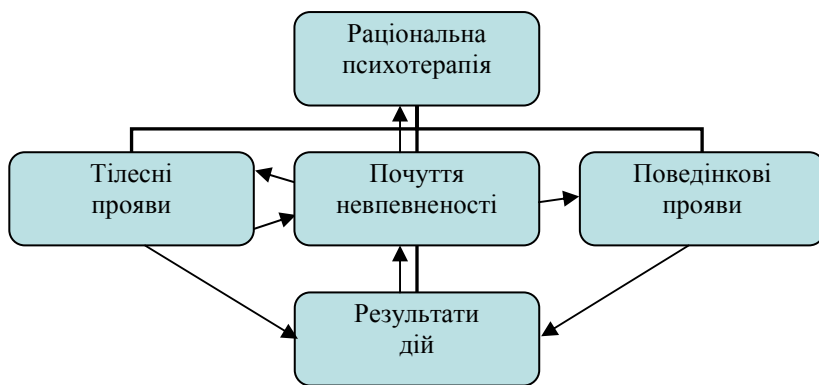 Раціональна
психотерапія
Тілесні
прояви
Почуття
невпевненості
Поведінкові
прояви
Результати
дій